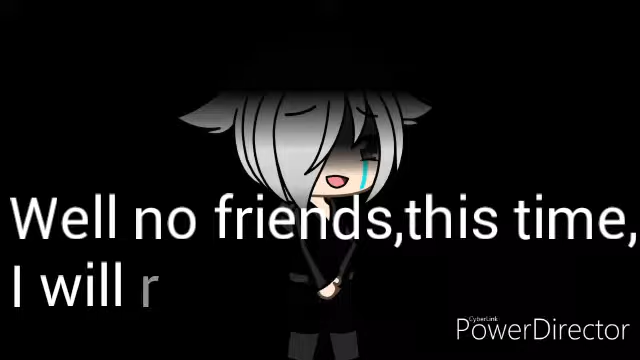 Well no friends,this time,
I will r
CyberLink
PowerDirector